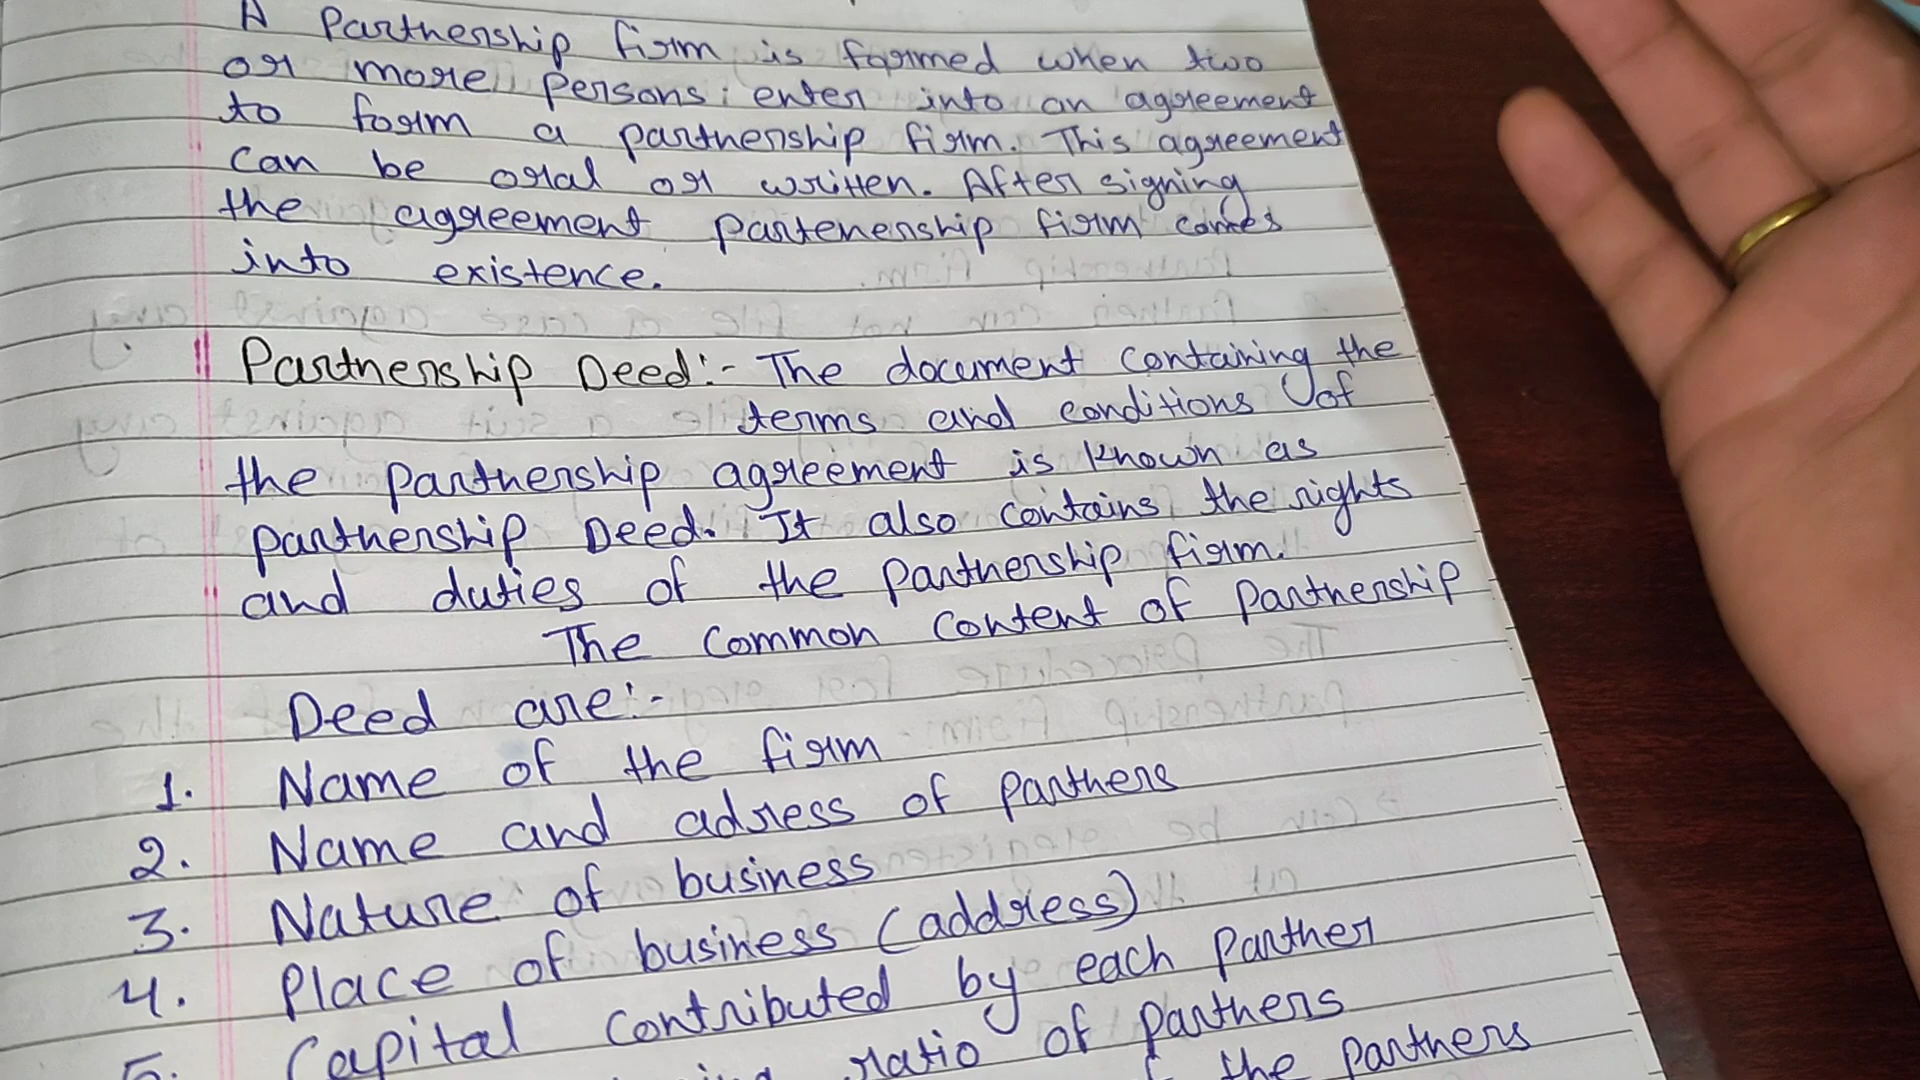 A Partnership firm is formed when two
or more persons enter into an agreement
to form a partnership firm. This agreement
can be oral or written. After signing
the agreement partenership firm comes
into existence.
Partnership Deed:- The document containing the
terms and conditions of
the partnership agreement is known as
partnership Deed. It also contains the rights
and duties of the partnership firm.
The common content of partnership
Deed are:-
1. Name of the firm
2. Name and adress of partners
3. Nature of business
4. Place of business (address)
5. Capital contributed by each partner
ratio of partners
the partners